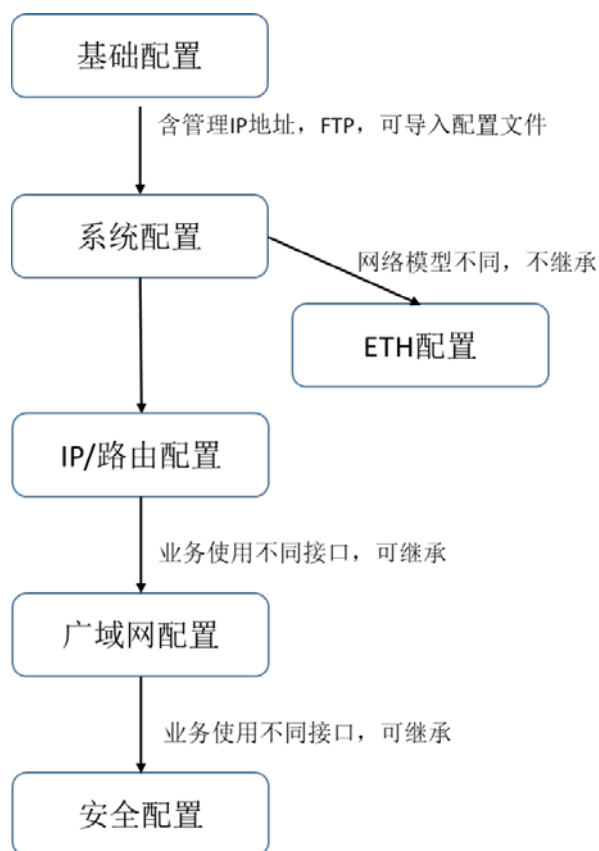 基础配置
含管理IP地址，FTP，可导入配置文件
系统配置
网络模型不同，不继承
ETH配置
IP/路由配置
业务使用不同接口，可继承
广域网配置
业务使用不同接口，可继承
安全配置